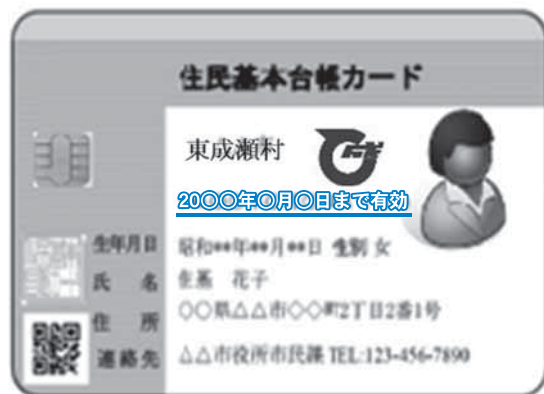 住民基本台帳カード
東成瀬村
20〇〇年〇月〇日まで有効
生年月日 昭和**年**月**日 性別 女
氏 名 住基 花子
住 所 〇〇県△△市◇◇町2丁目2番1号
連絡先 △△市役所市民課 TEL:123-456-7890